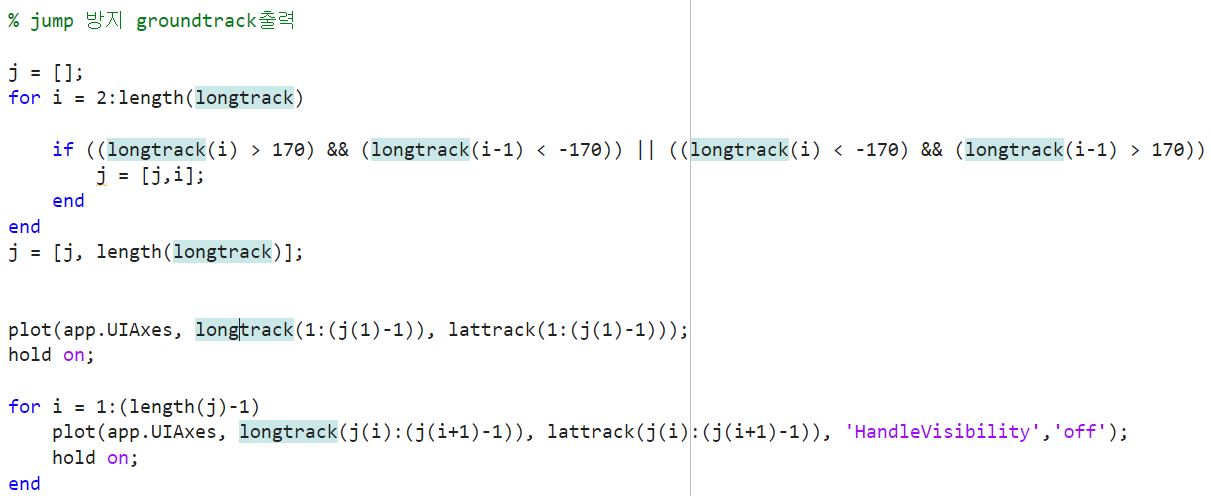 % jump 방지 groundtrack출력
j = [];
for i = 2:length(longtrack)
if ((longtrack(i) > 170) && (longtrack(i-1) < -170)) || ((longtrack(i) < -170) && (longtrack(i-1) > 170))
j = [j,i];
end
end
j = [j, length(longtrack)];
plot(app.UIAxes, longtrack(1:(j(1)-1)), lattrack(1:(j(1)-1)));
hold on;
for i = 1:(length(j)-1)
plot(app.UIAxes, longtrack(j(i):(j(i+1)-1)), lattrack(j(i):(j(i+1)-1)), 'HandleVisibility','off');
hold on;
end